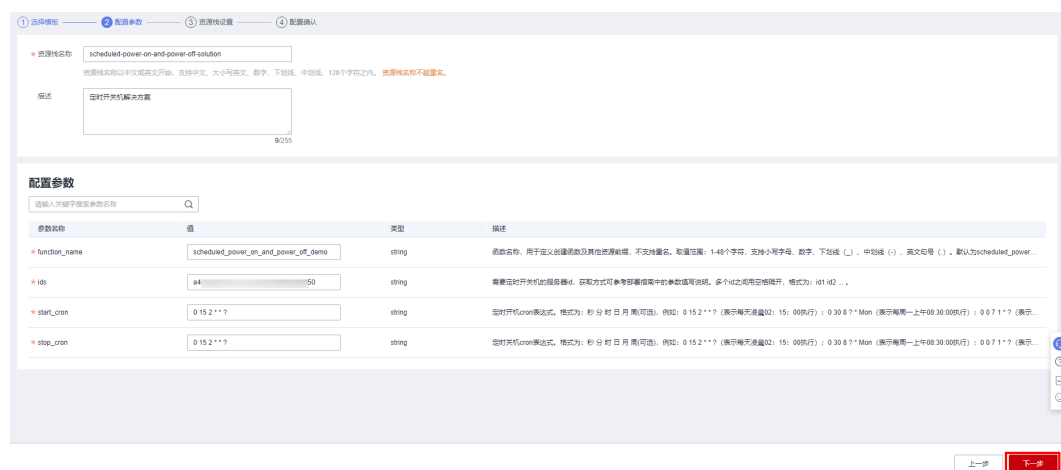 1 选择模板 2 配置参数 3 资源栈设置 4 配置确认
* 资源栈名称 scheduled-power-on-and-power-off-solution
资源栈名称以中文或英文开始，支持中文、大小写英文、数字、下划线、中划线，128个字符之内。资源栈名称不能重名。
描述 定时开关机解决方案
9/255
配置参数
请输入关键字搜索参数名称
参数名称 值 类型 描述
* function_name scheduled_power_on_and_power_off_demo string 函数名称，用于定义创建函数及其他资源前缀，不支持重名。取值范围：1-48个字符，支持小写字母、数字、下划线（_）、中划线（-）、英文句号（.）。默认为scheduled_power...
* ids a4 50 string 需要定时开关机的服务器id，获取方式可参考部署指南中的参数填写说明。多个id之间用空格隔开，格式为：id1 id2 ...。
* start_cron 0 15 2 * * ? string 定时开机cron表达式。格式为：秒 分 时 日 月 周(可选)，例如：0 15 2 * * ?（表示每天凌晨02：15：00执行）；0 30 8 ? * Mon（表示每周一上午08:30:00执行）；0 0 7 1 * ?（表示...
* stop_cron 0 15 2 * * ? string 定时关机cron表达式。格式为：秒 分 时 日 月 周(可选)，例如：0 15 2 * * ?（表示每天凌晨02：15：00执行）；0 30 8 ? * Mon（表示每周一上午08:30:00执行）；0 0 7 1 * ?（表示...
上一步 下一步